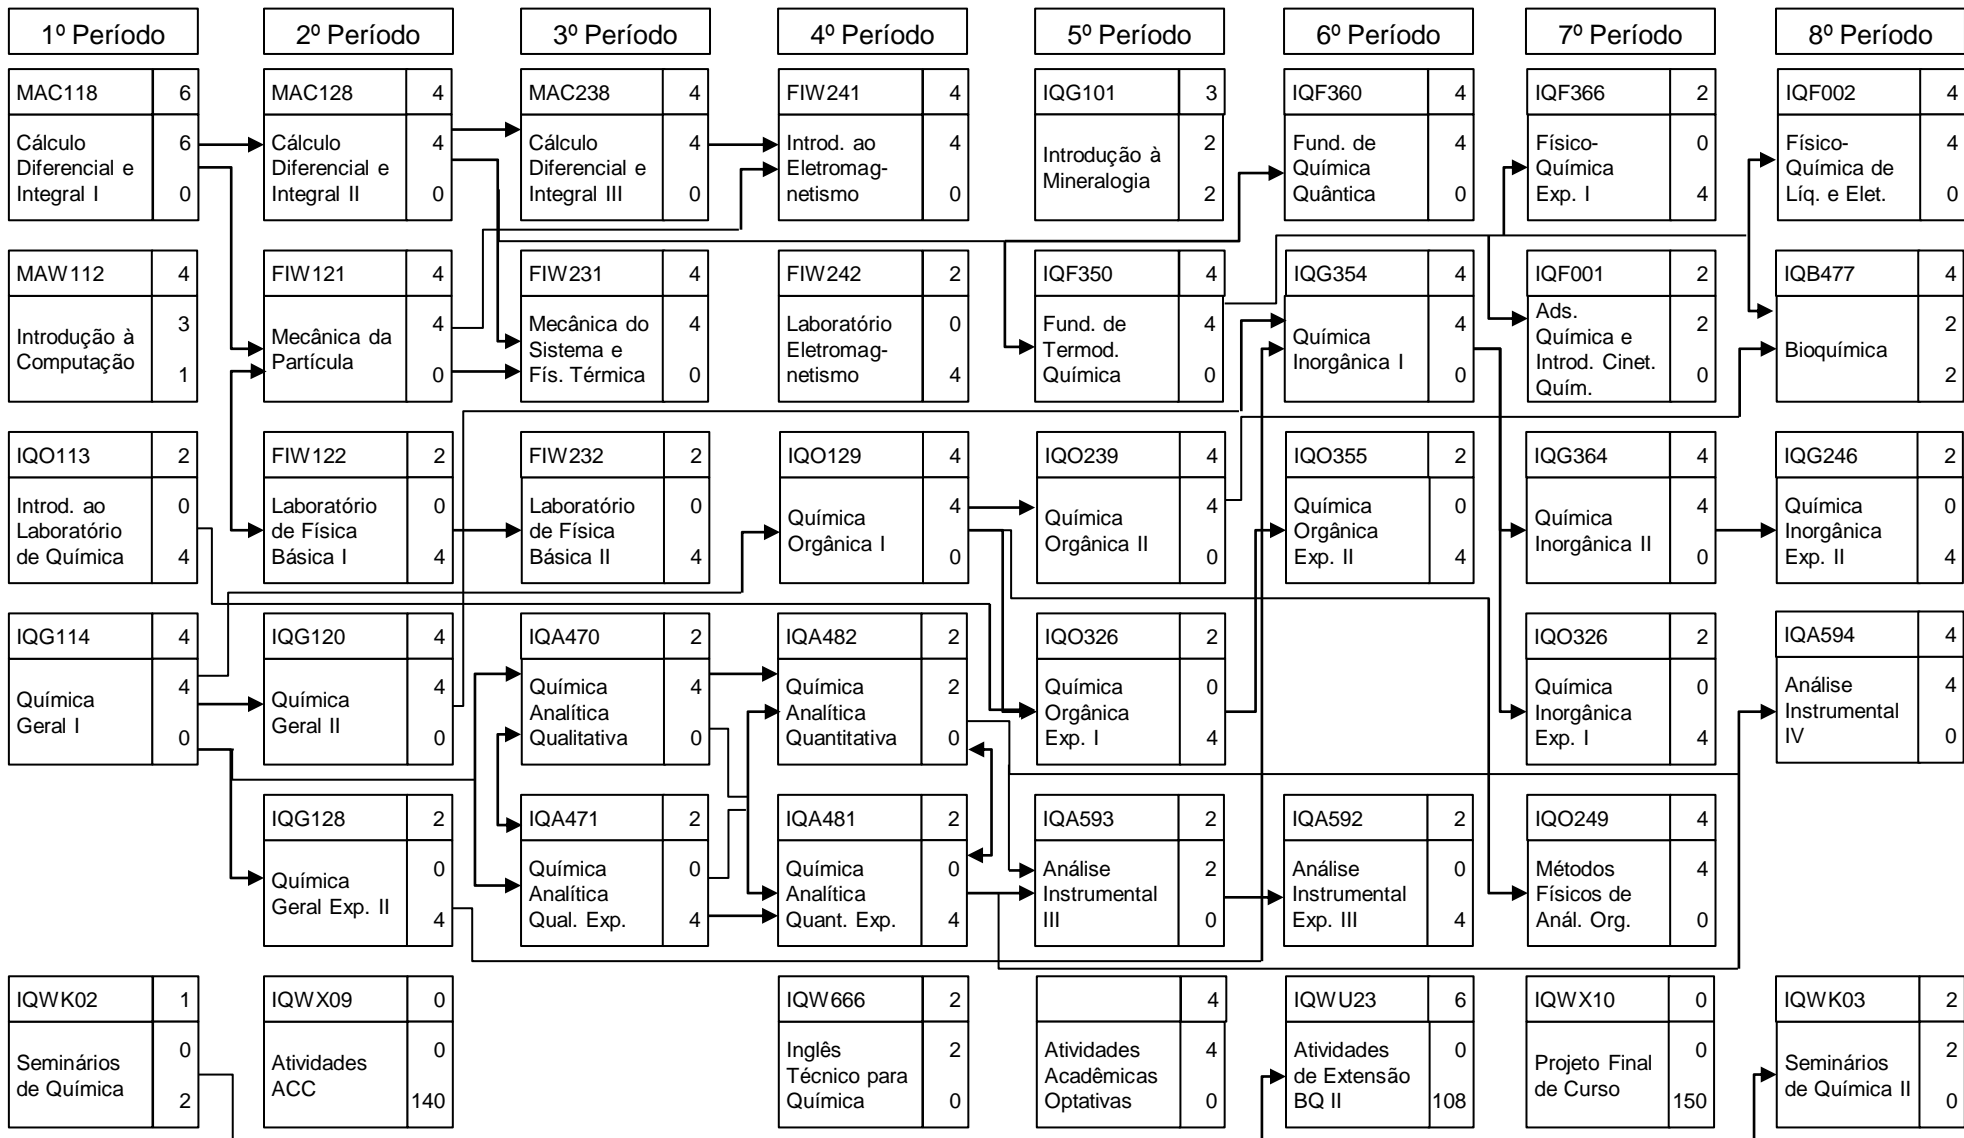 1º Período
2º Período
3º Período
4º Período
5º Período
6º Período
7º Período
8º Período
MAC118 6
Cálculo 6
Diferencial e
Integral I 0
MAC128 4
Cálculo 4
Diferencial e
Integral II 0
MAC238 4
Cálculo 4
Diferencial e
Integral III 0
FIW241 4
Introd. ao 4
Eletromag-
netismo 0
IQG101 3
Introdução à 2
Mineralogia
2
IQF360 4
Fund. de 4
Química
Quântica 0
IQF366 2
Físico- 0
Química
Exp. I 4
IQF002 4
Físico- 4
Química de
Líq. e Elet. 0
MAW112 4
3
Introdução à
Computação 1
FIW121 4
4
Mecânica da
Partícula 0
FIW231 4
Mecânica do 4
Sistema e
Fís. Térmica 0
FIW242 2
Laboratório 0
Eletromag-
netismo 4
IQF350 4
Fund. de 4
Termod.
Química 0
IQG354 4
Química 4
Inorgânica I
0
IQF001 2
Ads.
Química e 2
Introd. Cinet.
Quím. 0
IQB477 4
2
Bioquímica
2
IQO113 2
Introd. ao 0
Laboratório
de Química 4
FIW122 2
Laboratório 0
de Física
Básica I 4
FIW232 2
Laboratório 0
de Física
Básica II 4
IQO129 4
Química 4
Orgânica I
0
IQO239 4
Química 4
Orgânica II
0
IQO355 2
Química 0
Orgânica
Exp. II 4
IQG364 4
Química 4
Inorgânica II
0
IQG246 2
Química 0
Inorgânica
Exp. II 4
IQG114 4
4
Química
Geral I 0
IQG120 4
Química 4
Geral II
0
IQA470 2
Química 4
Analítica
Qualitativa 0
IQA482 2
Química 2
Analítica
Quantitativa 0
IQO326 2
Química 0
Orgânica
Exp. I 4
IQO326 2
Química 0
Inorgânica
Exp. I 4
IQA594 4
Análise 4
Instrumental
IV 0
IQG128 2
Química 0
Geral Exp. II
4
IQA471 2
Química 0
Analítica
Qual. Exp. 4
IQA481 2
Química 0
Analítica
Quant. Exp. 4
IQA593 2
Análise 2
Instrumental
III 0
IQA592 2
Análise 0
Instrumental
Exp. III 4
IQO249 4
Métodos 4
Físicos de
Anál. Org. 0
IQWK02 1
Seminários 0
de Química
2
IQWX09 0
Atividades 0
ACC
140
IQW666 2
Inglês 2
Técnico para
Química 0
4
Atividades 4
Acadêmicas
Optativas 0
IQWU23 6
Atividades 0
de Extensão
BQ II 108
IQWX10 0
Projeto Final 0
de Curso
150
IQWK03 2
Seminários 2
de Química II
0